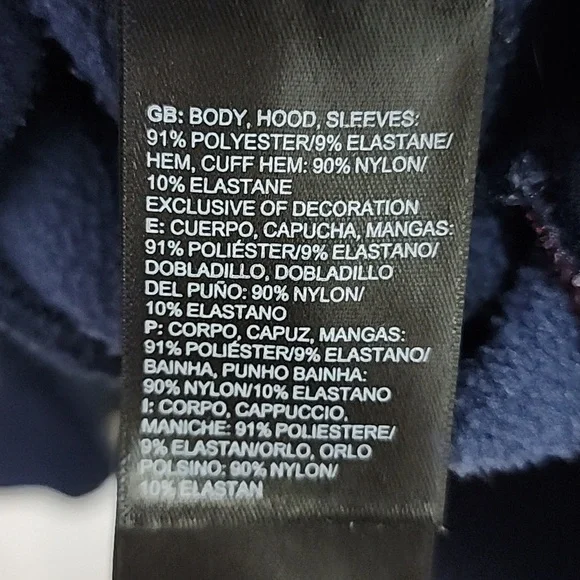 GB: BODY, HOOD, SLEEVES:
91% POLYESTER/9% ELASTANE/
HEM, CUFF HEM: 90% NYLON/
10% ELASTANE
EXCLUSIVE OF DECORATION
E: CUERPO, CAPUCHA, MANGAS:
91% POLIÉSTER/9% ELASTANO/
DOBLADILLO, DOBLADILLO
DEL PUÑO: 90% NYLON/
10% ELASTANO
P: CORPO, CAPUZ, MANGAS:
91% POLIÉSTER/9% ELASTANO/
BAINHA, PUNHO BAINHA:
90% NYLON/10% ELASTANO
I: CORPO, CAPPUCCIO,
MANICHE: 91% POLIESTERE/
9% ELASTAN/ORLO, ORLO
POLSINO: 90% NYLON/
10% ELASTAN